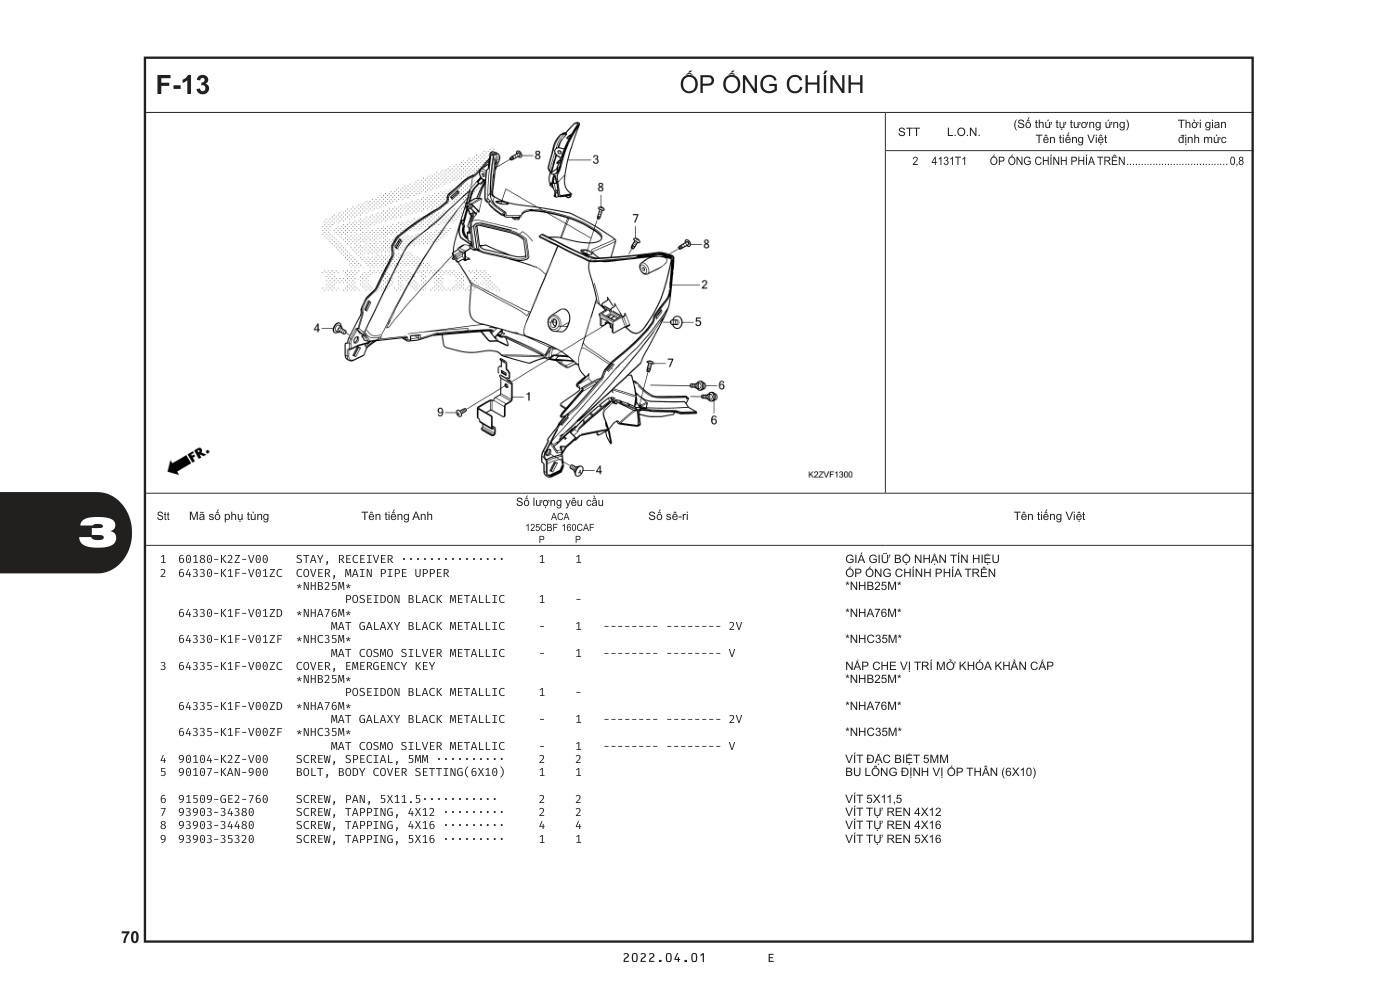 F-13 ỐP ỐNG CHÍNH
STT L.O.N. (Số thứ tự tương ứng) Tên tiếng Việt Thời gian định mức
2 4131T1 ỐP ỐNG CHÍNH PHÍA TRÊN................................... 0,8
8
3
8
7
8
HONDA
2
4
5
7
6
1
9
6
4
FR.
K2ZVF1300
3
Số lượng yêu cầu
Stt Mã số phụ tùng Tên tiếng Anh ACA Số sê-ri Tên tiếng Việt
125CBF 160CAF
P P
1 60180-K2Z-V00 STAY, RECEIVER ··············· 1 1 GIÁ GIỮ BỘ NHẬN TÍN HIỆU
2 64330-K1F-V01ZC COVER, MAIN PIPE UPPER ỐP ỐNG CHÍNH PHÍA TRÊN
*NHB25M* *NHB25M*
POSEIDON BLACK METALLIC 1 -
64330-K1F-V01ZD *NHA76M* *NHA76M*
MAT GALAXY BLACK METALLIC - 1 -------- -------- 2V
64330-K1F-V01ZF *NHC35M* *NHC35M*
MAT COSMO SILVER METALLIC - 1 -------- -------- V
3 64335-K1F-V00ZC COVER, EMERGENCY KEY NẮP CHE VỊ TRÍ MỞ KHÓA KHẨN CẤP
*NHB25M* *NHB25M*
POSEIDON BLACK METALLIC 1 -
64335-K1F-V00ZD *NHA76M* *NHA76M*
MAT GALAXY BLACK METALLIC - 1 -------- -------- 2V
64335-K1F-V00ZF *NHC35M* *NHC35M*
MAT COSMO SILVER METALLIC - 1 -------- -------- V
4 90104-K2Z-V00 SCREW, SPECIAL, 5MM ·········· 2 2 VÍT ĐẶC BIỆT 5MM
5 90107-KAN-900 BOLT, BODY COVER SETTING(6X10) 1 1 BU LÔNG ĐỊNH VỊ ỐP THÂN (6X10)
6 91509-GE2-760 SCREW, PAN, 5X11.5··········· 2 2 VÍT 5X11,5
7 93903-34380 SCREW, TAPPING, 4X12 ········· 2 2 VÍT TỰ REN 4X12
8 93903-34480 SCREW, TAPPING, 4X16 ········· 4 4 VÍT TỰ REN 4X16
9 93903-35320 SCREW, TAPPING, 5X16 ········· 1 1 VÍT TỰ REN 5X16
70
2022.04.01 E